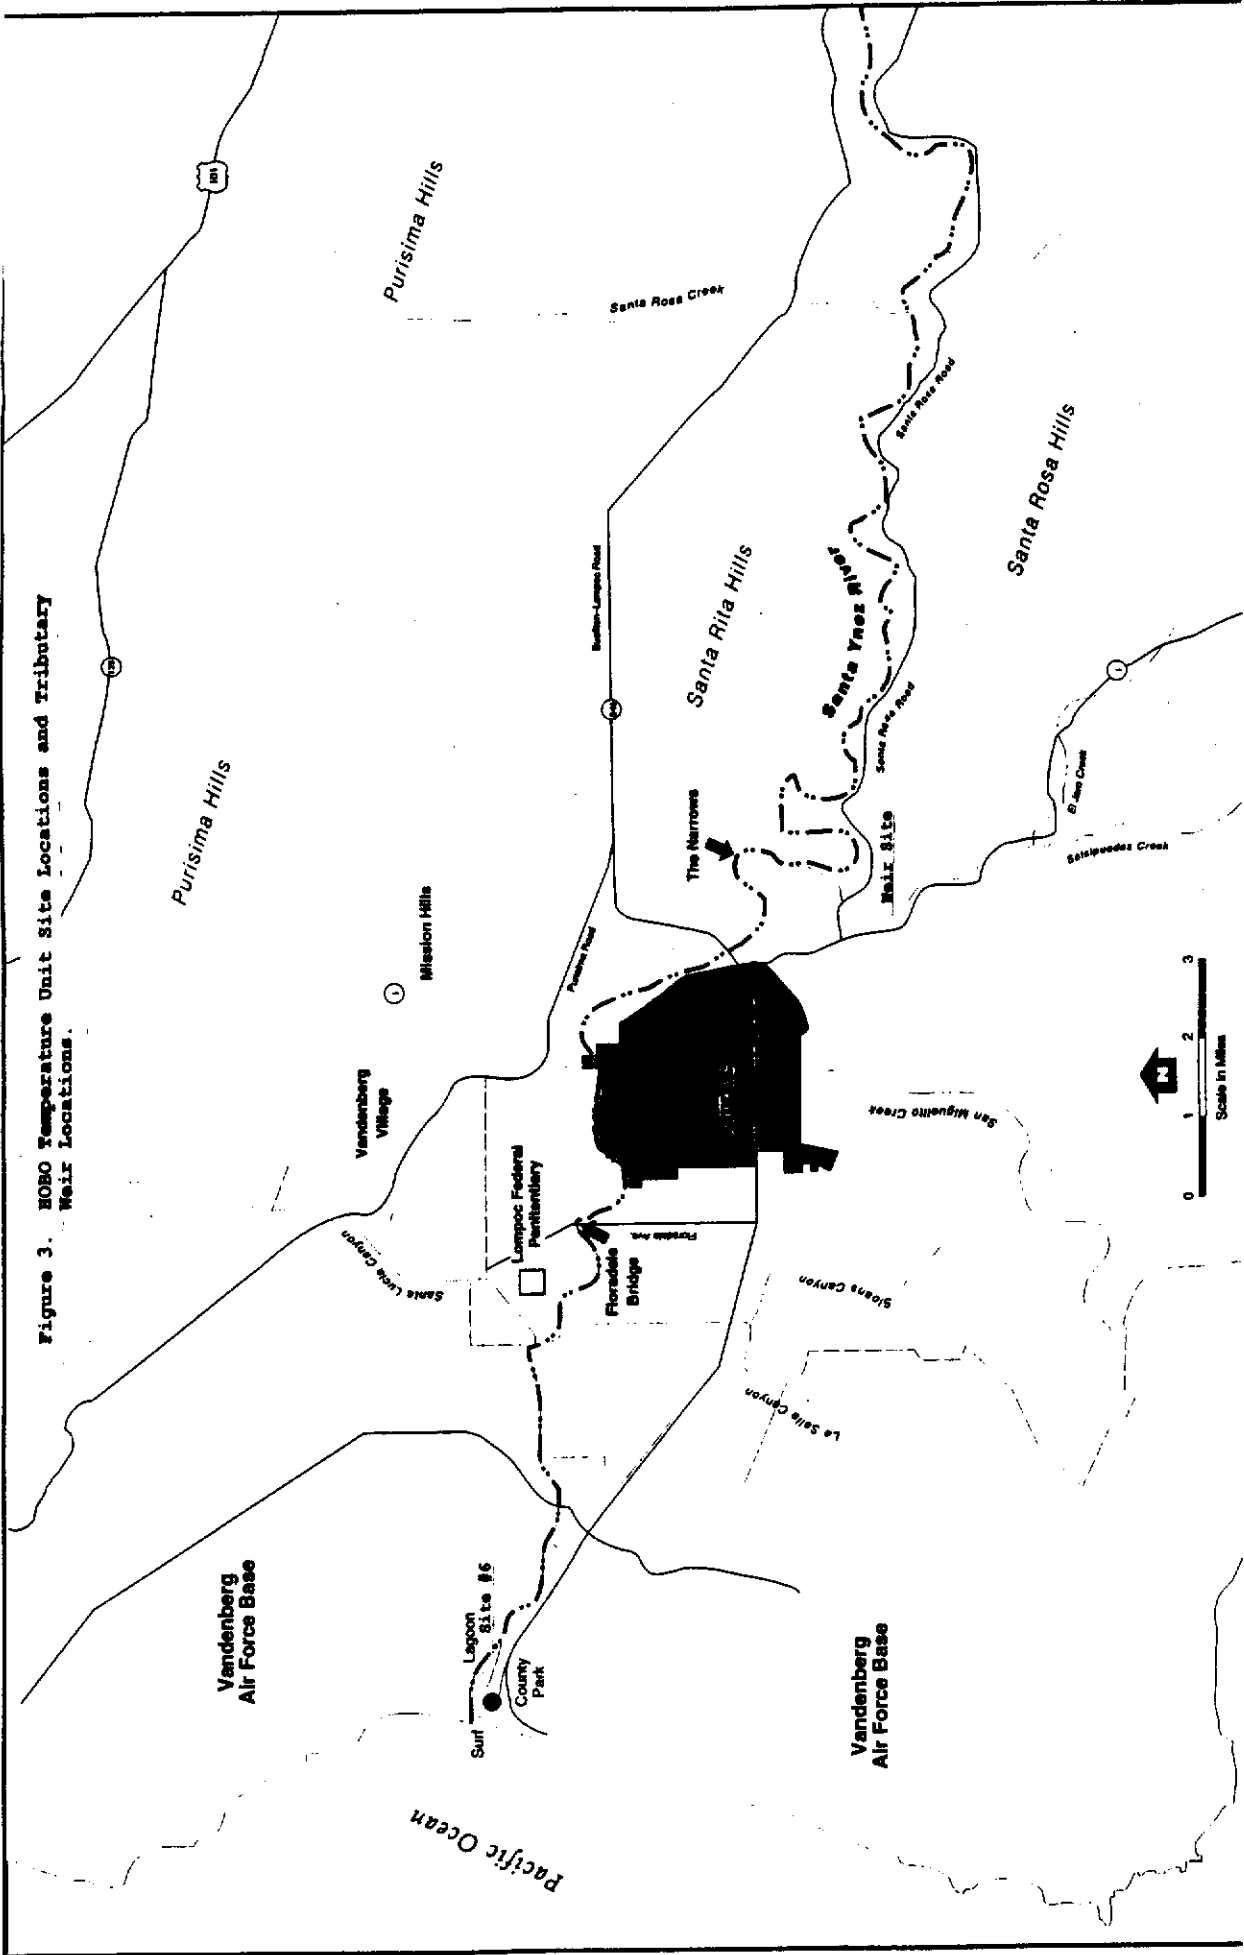 Figure 3. HOBO Temperature Unit Site Locations and Tributary
Weir Locations.
101
Purisima Hills
Purisima Hills
Santa Rosa Creek
Mission Hills
1
Vandenberg
Village
Purisima Road
Buellton-Lompoc Road
Santa Rita Hills
Santa Ynez River
Santa Rosa Road
Santa Rosa Road
Santa Rosa Hills
The Narrows
Weir Site
1
El Jaro Creek
Salsipuedes Creek
Santa Lucia Canyon
Lompoc Federal
Penitentiary
Floradale
Bridge
Floradale Ave.
San Miguelito Creek
Sloans Canyon
La Salle Canyon
Vandenberg
Air Force Base
Lagoon
Site #6
County
Park
Surf
Pacific Ocean
Vandenberg
Air Force Base
N
0 1 2 3
Scale in Miles